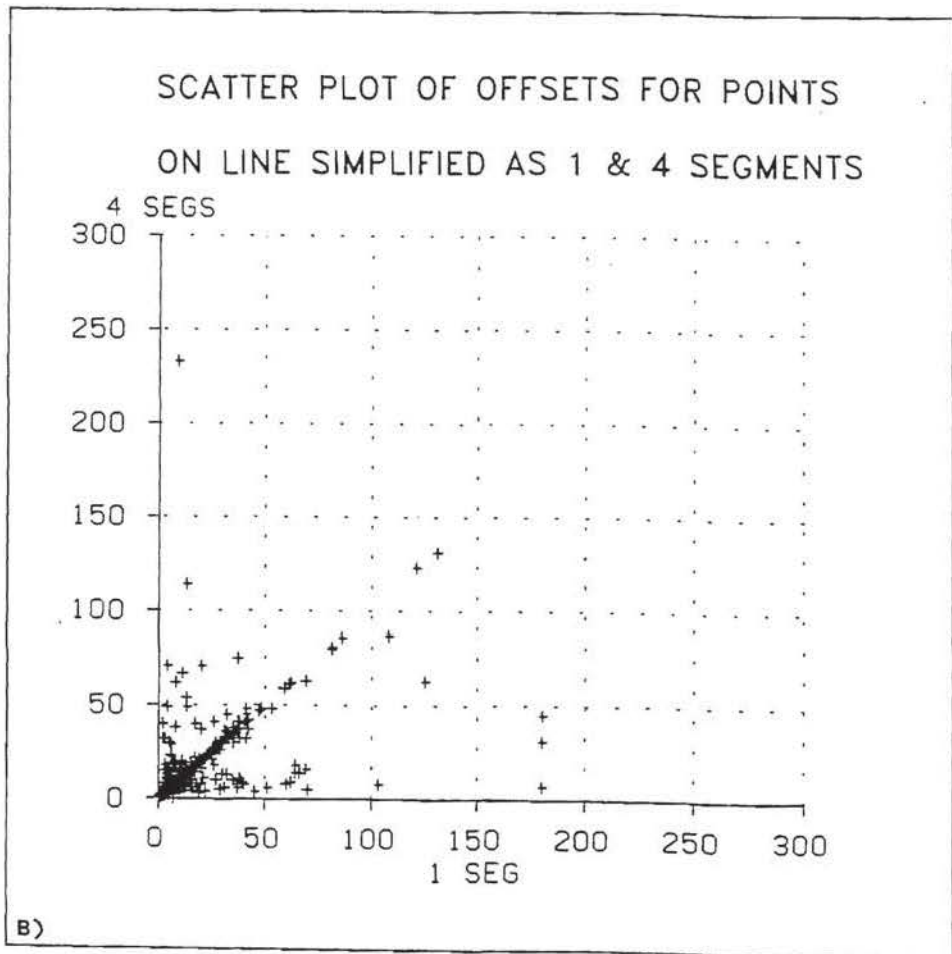 SCATTER PLOT OF OFFSETS FOR POINTS
ON LINE SIMPLIFIED AS 1 & 4 SEGMENTS
4 SEGS
300
250
200
150
100
50
0
0 50 100 150 200 250 300
1 SEG
B)